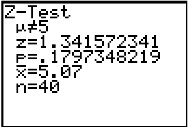 Z-Test
μ≠5
z=1.341572341
p=.1797348219
x̄=5.07
n=40